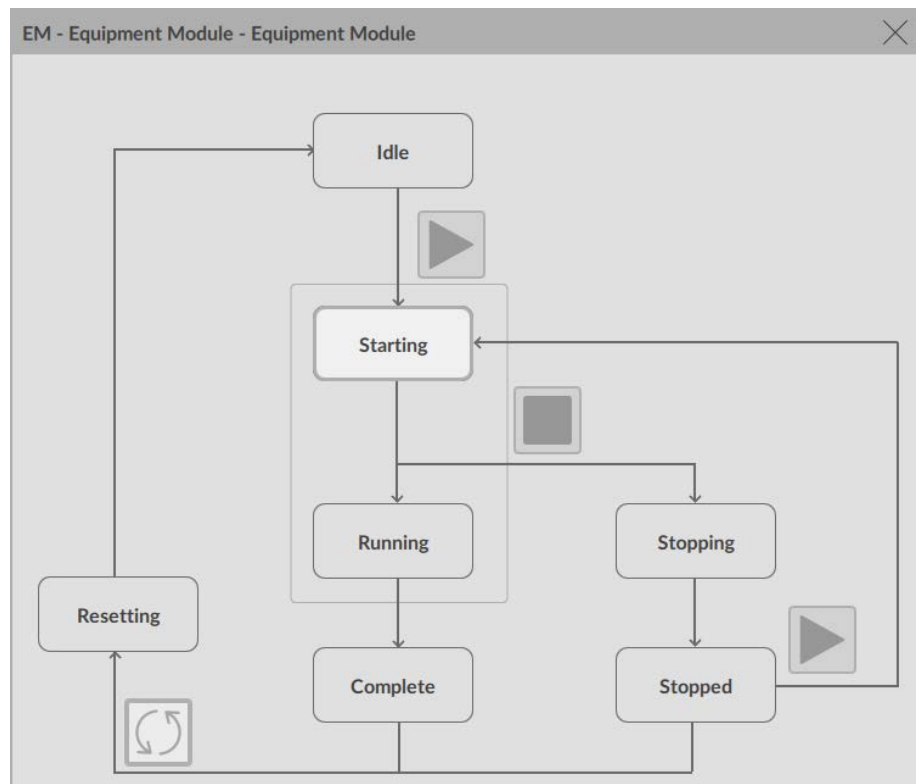 EM - Equipment Module - Equipment Module
Idle
Starting
Running
Stopping
Resetting
Complete
Stopped